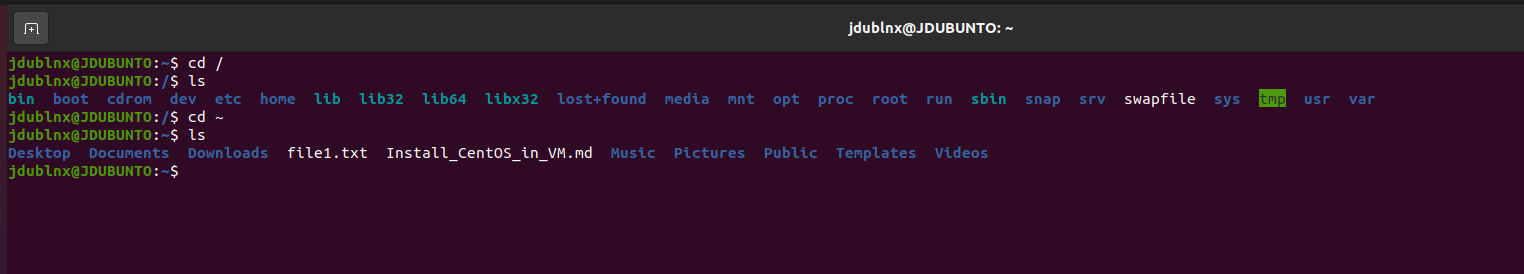 jdublnx@JDUBUNTO: ~
jdublnx@JDUBUNTO:~$ cd /
jdublnx@JDUBUNTO:/$ ls
bin  boot  cdrom  dev  etc  home  lib  lib32  lib64  libx32  lost+found  media  mnt  opt  proc  root  run  sbin  snap  srv  swapfile  sys  tmp  usr  var
jdublnx@JDUBUNTO:/$ cd ~
jdublnx@JDUBUNTO:~$ ls
Desktop  Documents  Downloads  file1.txt  Install_CentOS_in_VM.md  Music  Pictures  Public  Templates  Videos
jdublnx@JDUBUNTO:~$